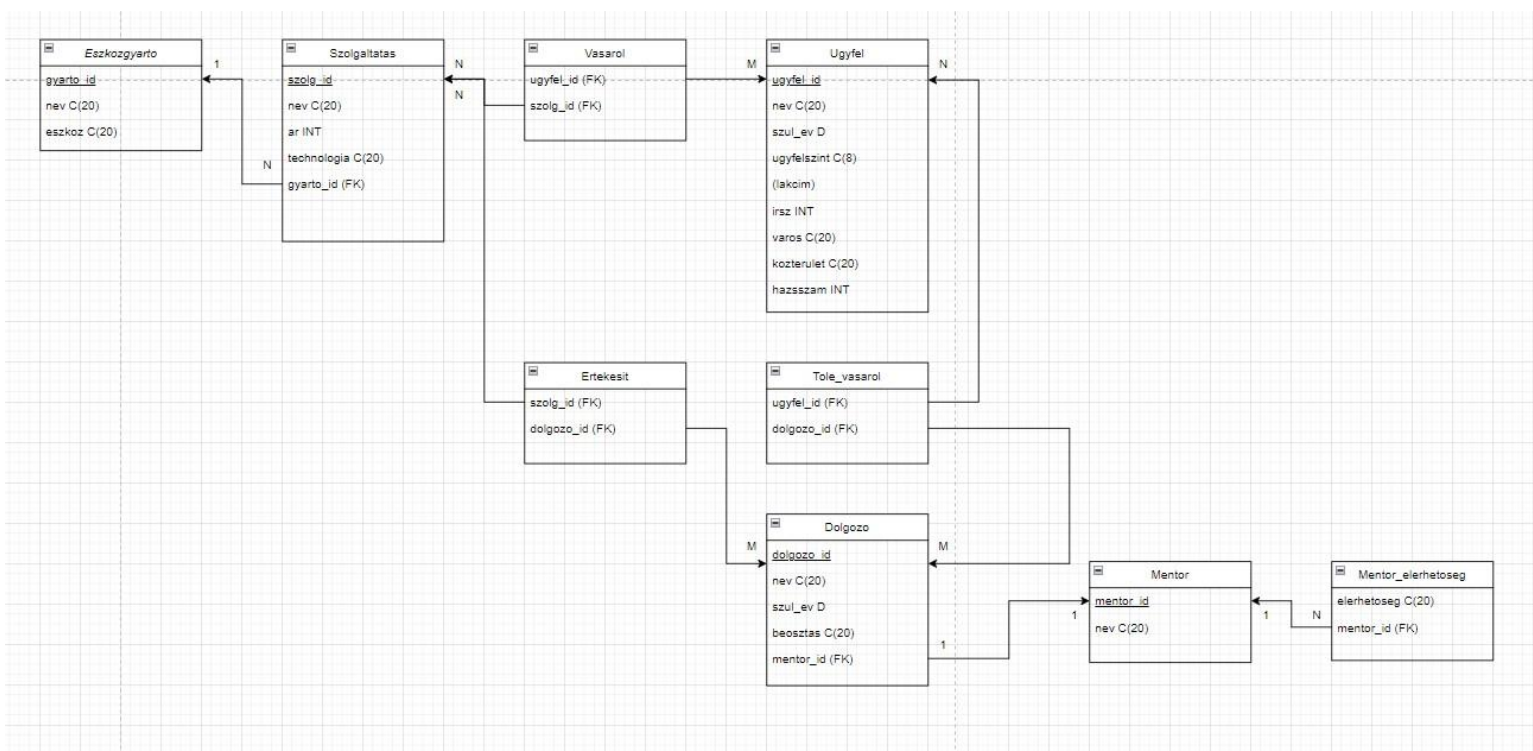 Eszkozgyarto
gyarto_id
nev C(20)
eszkoz C(20)
1
N
Szolgaltatas
szolg_id
nev C(20)
ar INT
technologia C(20)
gyarto_id (FK)
N
N
Vasarol
ugyfel_id (FK)
szolg_id (FK)
M
Ugyfel
ugyfel_id
nev C(20)
szul_ev D
ugyfelszint C(8)
(lakcim)
irsz INT
varos C(20)
kozterulet C(20)
hazsszam INT
N
Ertekesit
szolg_id (FK)
dolgozo_id (FK)
Tole_vasarol
ugyfel_id (FK)
dolgozo_id (FK)
M
M
Dolgozo
dolgozo_id
nev C(20)
szul_ev D
beosztas C(20)
mentor_id (FK)
1
1
Mentor
mentor_id
nev C(20)
1
N
Mentor_elerhetoseg
elerhetoseg C(20)
mentor_id (FK)